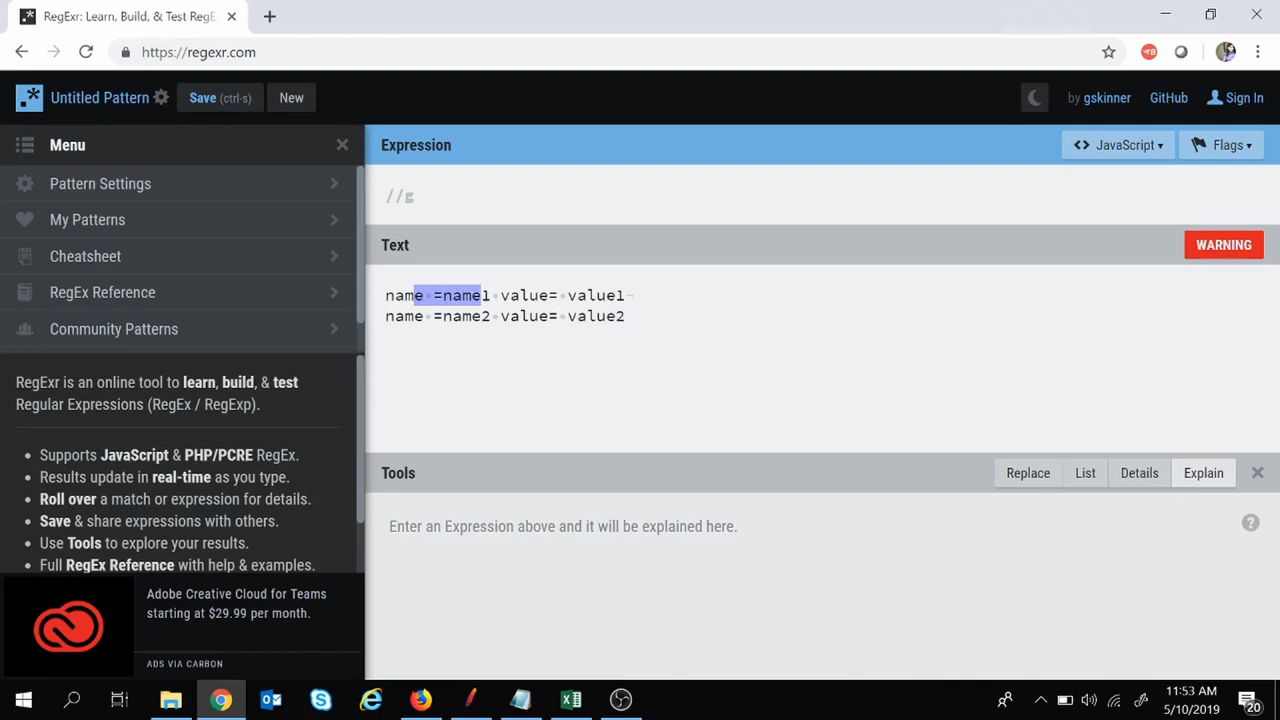 RegExr: Learn, Build, & Test RegE
https://regexr.com
Untitled Pattern
Save (ctrl-s)
New
by gskinner
GitHub
Sign In
Menu
Expression
<> JavaScript
Flags
Pattern Settings
//g
My Patterns
Text
WARNING
Cheatsheet
RegEx Reference
name =name1 value= value1
name =name2 value= value2
Community Patterns
RegExr is an online tool to learn, build, & test
Regular Expressions (RegEx / RegExp).
Supports JavaScript & PHP/PCRE RegEx.
Results update in real-time as you type.
Roll over a match or expression for details.
Save & share expressions with others.
Use Tools to explore your results.
Full RegEx Reference with help & examples.
Tools
Replace
List
Details
Explain
Enter an Expression above and it will be explained here.
Adobe Creative Cloud for Teams
starting at $29.99 per month.
ADS VIA CARBON
11:53 AM
5/10/2019
20